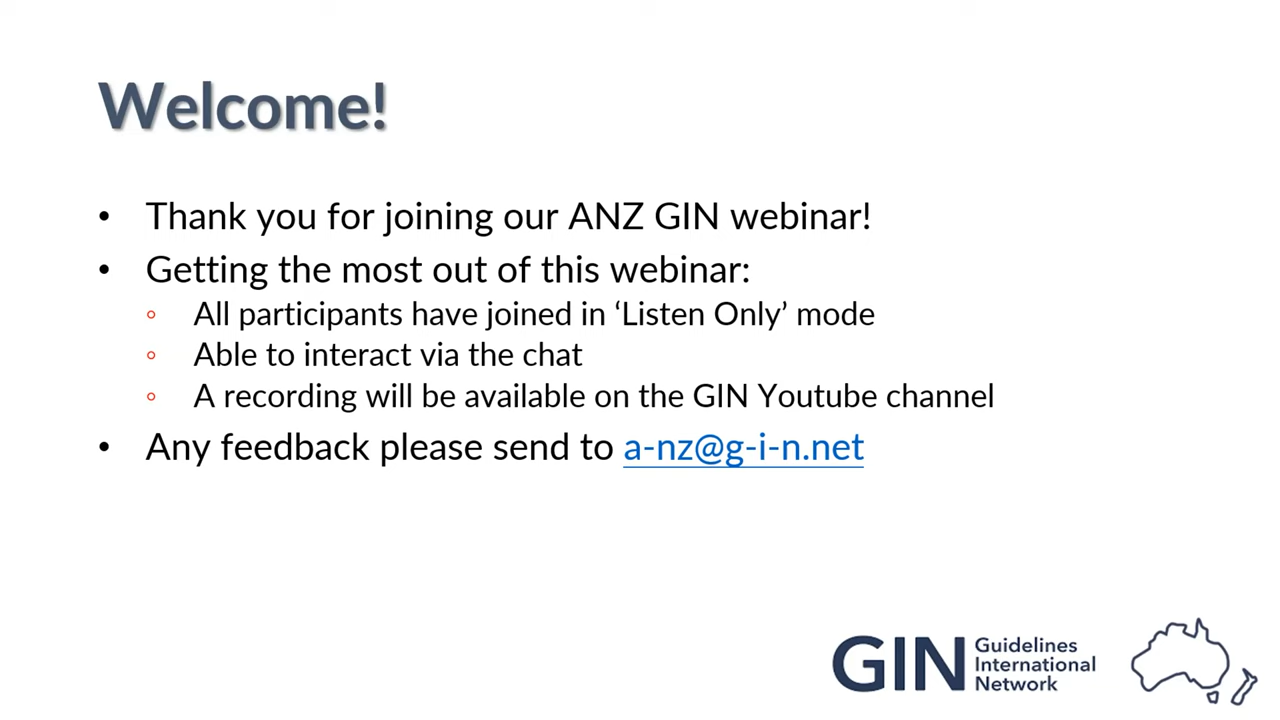 Welcome!
• Thank you for joining our ANZ GIN webinar!
• Getting the most out of this webinar:
◦ All participants have joined in ‘Listen Only’ mode
◦ Able to interact via the chat
◦ A recording will be available on the GIN Youtube channel
• Any feedback please send to a-nz@g-i-n.net
GIN
Guidelines
International
Network